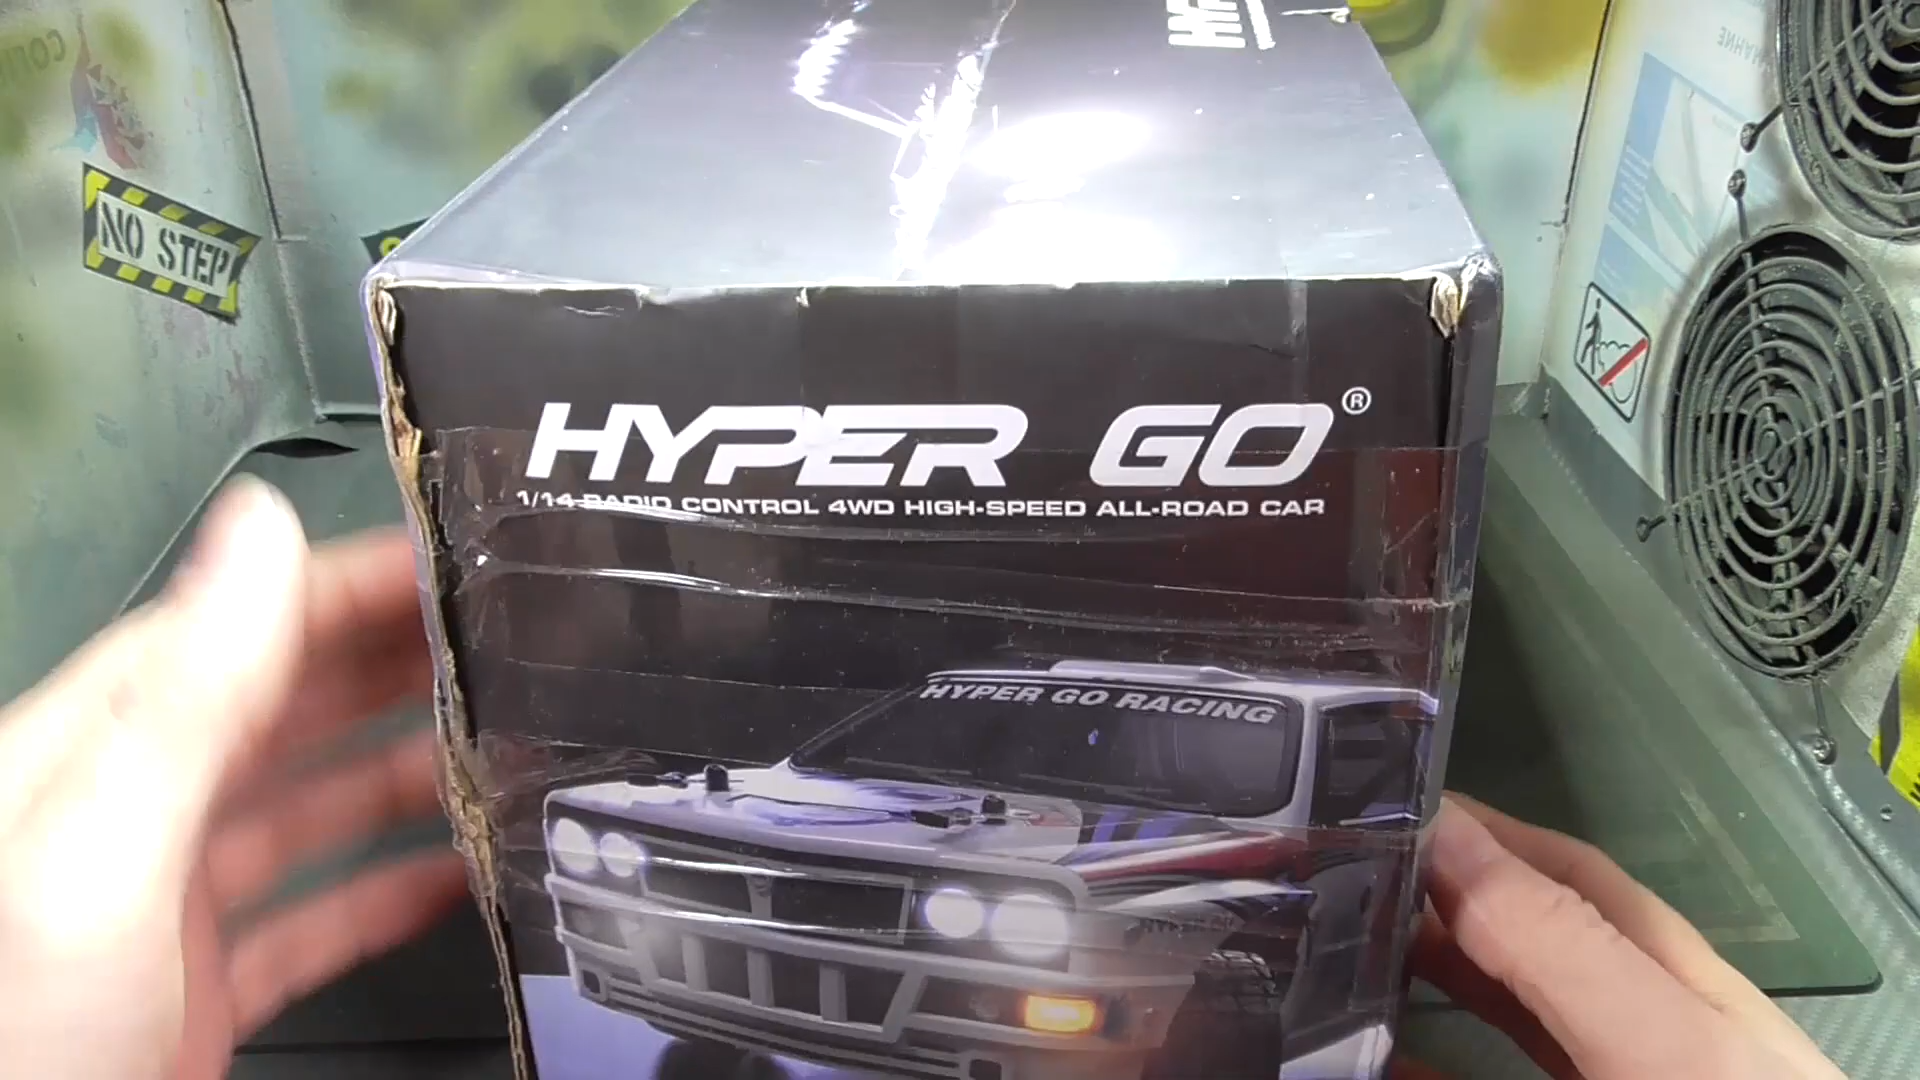 NO STEP
HYPER GO®
1/14 RADIO CONTROL 4WD HIGH-SPEED ALL-ROAD CAR
HYPER GO RACING